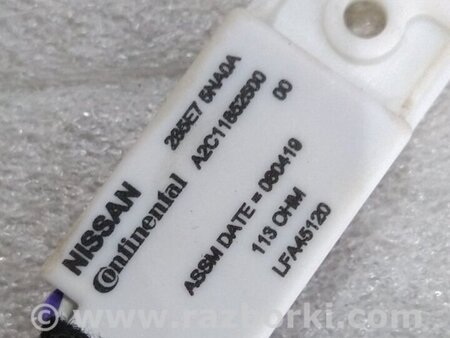 NISSAN 285E7 5NA0A
Continental A2C11852500 00
ASSM DATE = 080419
113 OHM
LFA45120
www.razborki.com